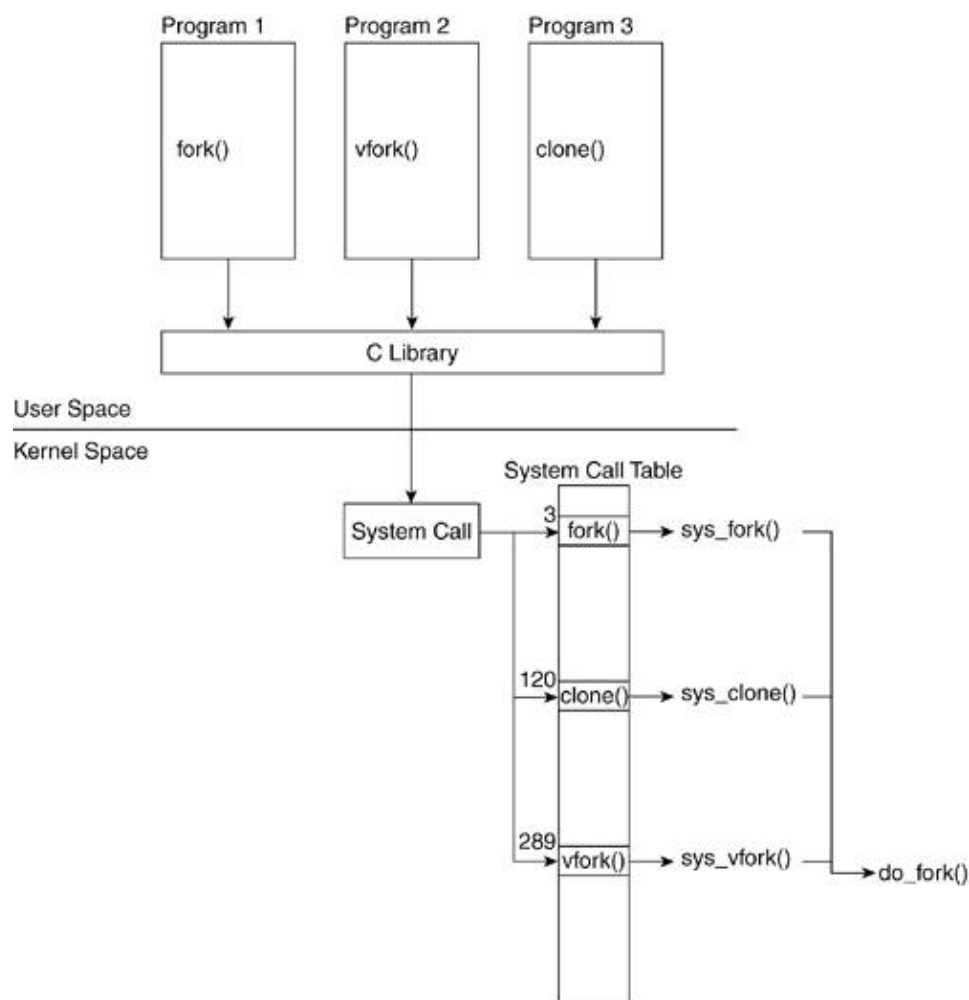 Program 1
Program 2
Program 3
fork()
vfork()
clone()
C Library
User Space
Kernel Space
System Call Table
System Call
3
fork()
sys_fork()
120
clone()
sys_clone()
289
vfork()
sys_vfork()
do_fork()